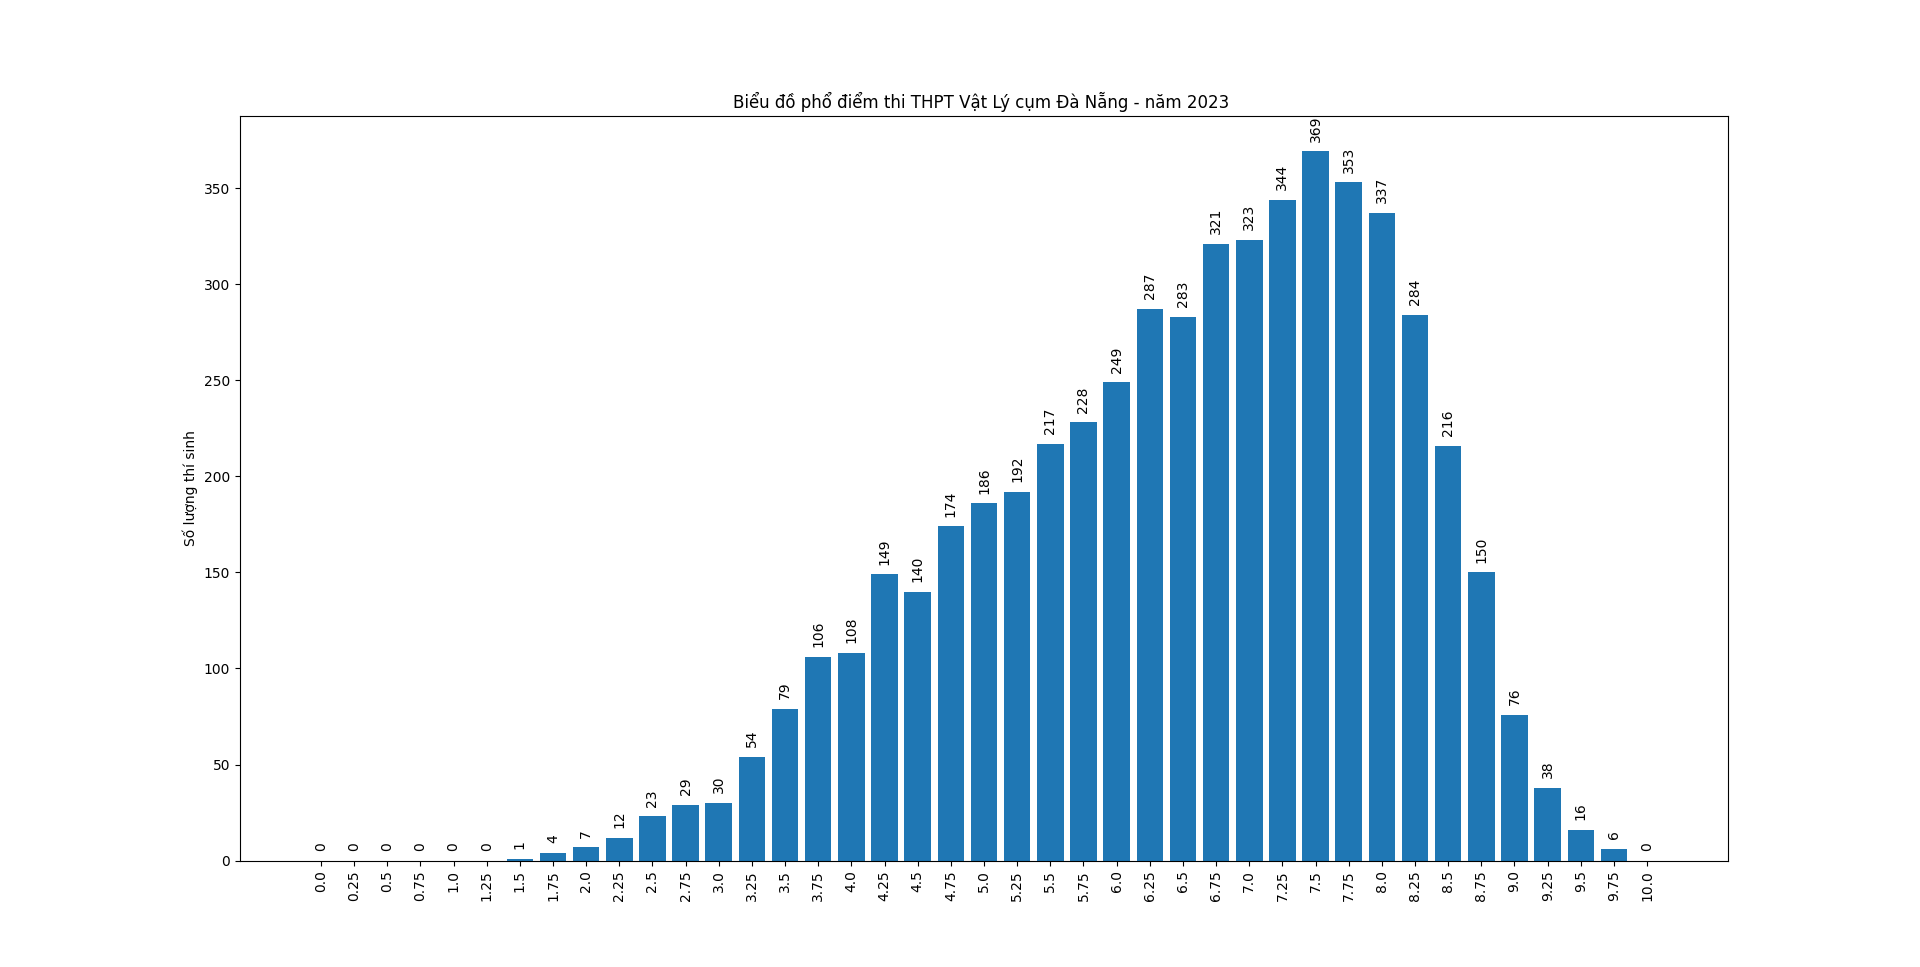 Biểu đồ phổ điểm thi THPT Vật Lý cụm Đà Nẵng - năm 2023
Số lượng thí sinh
350
300
250
200
150
100
50
0
0 0 0 0 0 0 1 4 7 12 23 29 30 54 79 106 108 149 140 174 186 192 217 228 249 287 283 321 323 344 369 353 337 284 216 150 76 38 16 6 0
0.0 0.25 0.5 0.75 1.0 1.25 1.5 1.75 2.0 2.25 2.5 2.75 3.0 3.25 3.5 3.75 4.0 4.25 4.5 4.75 5.0 5.25 5.5 5.75 6.0 6.25 6.5 6.75 7.0 7.25 7.5 7.75 8.0 8.25 8.5 8.75 9.0 9.25 9.5 9.75 10.0